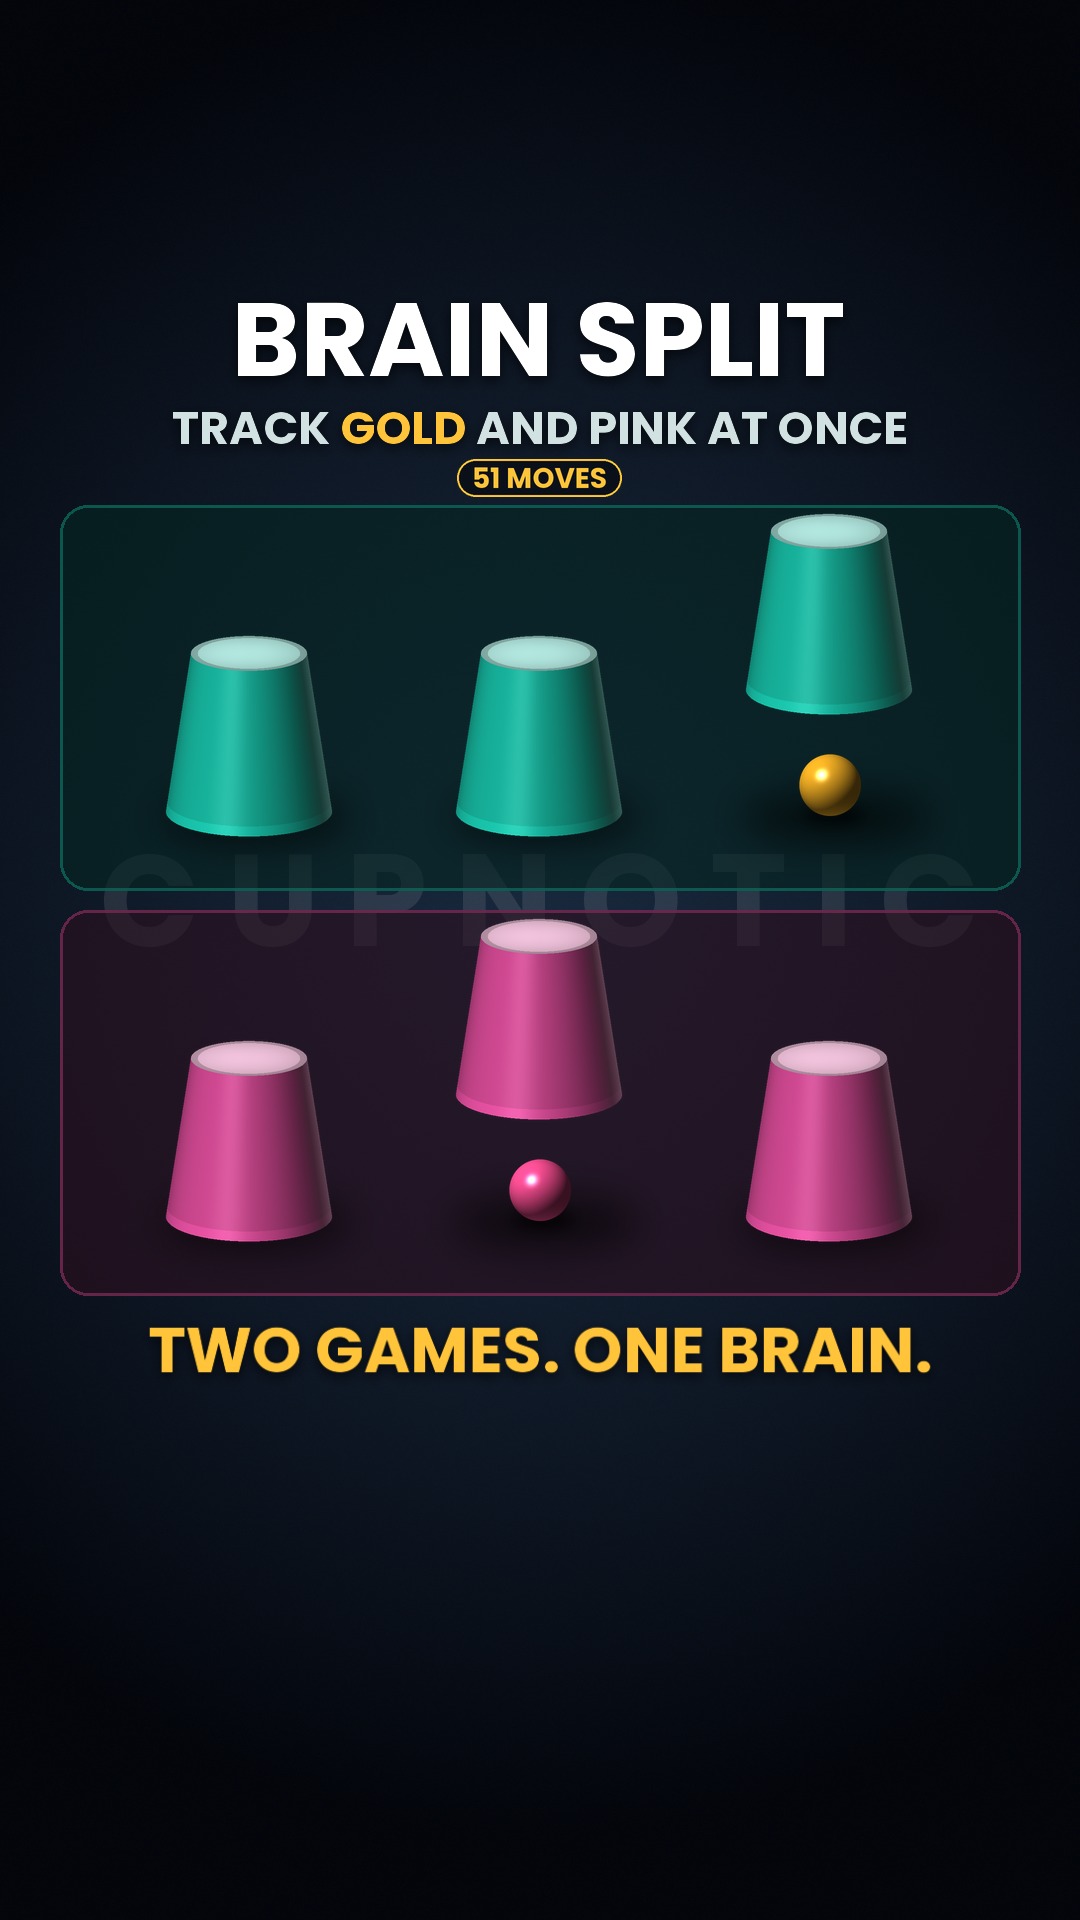 BRAIN SPLIT
TRACK GOLD AND PINK AT ONCE
51 MOVES
CUPNOTIC
TWO GAMES. ONE BRAIN.